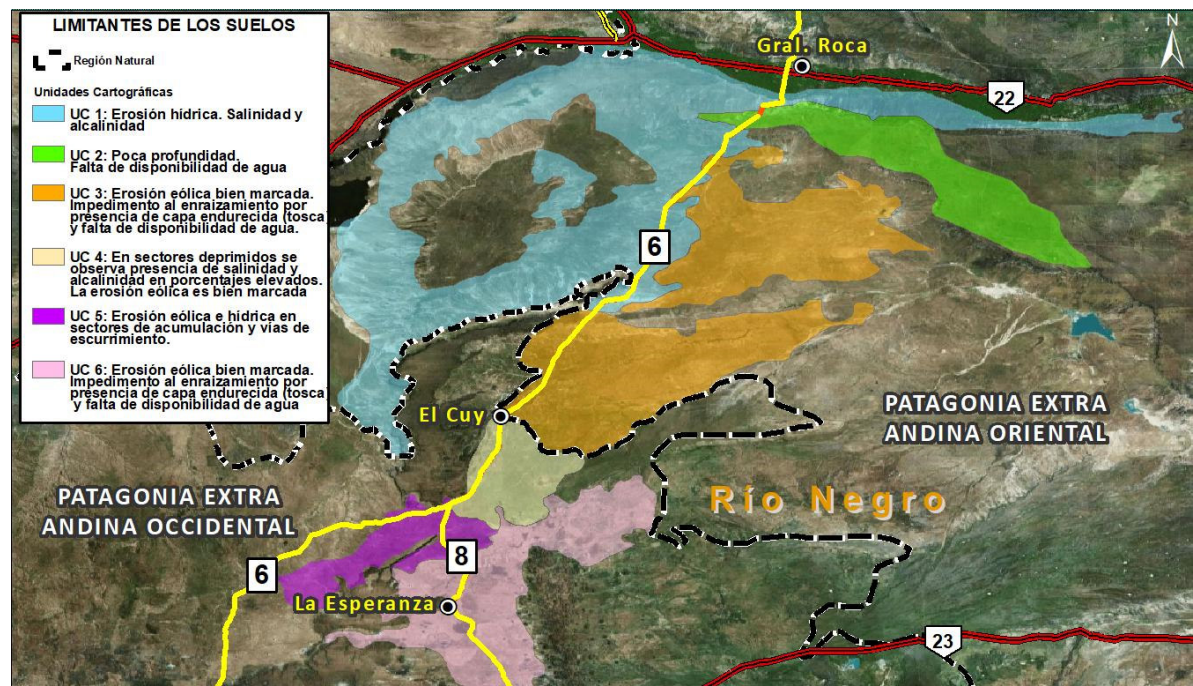 LIMITANTES DE LOS SUELOS
Región Natural
Unidades Cartográficas
UC 1: Erosión hídrica. Salinidad y
alcalinidad
UC 2: Poca profundidad.
Falta de disponibilidad de agua
UC 3: Erosión eólica bien marcada.
Impedimento al enraizamiento por
presencia de capa endurecida (tosca)
y falta de disponibilidad de agua.
UC 4: En sectores deprimidos se
observa presencia de salinidad y
alcalinidad en porcentajes elevados.
La erosión eólica es bien marcada
UC 5: Erosión eólica e hídrica en
sectores de acumulación y vías de
escurrimiento.
UC 6: Erosión eólica bien marcada.
Impedimento al enraizamiento por
presencia de capa endurecida (tosca)
y falta de disponibilidad de agua
N
Gral. Roca
22
6
El Cuy
PATAGONIA EXTRA
ANDINA ORIENTAL
PATAGONIA EXTRA
ANDINA OCCIDENTAL
Río Negro
8
6
La Esperanza
23